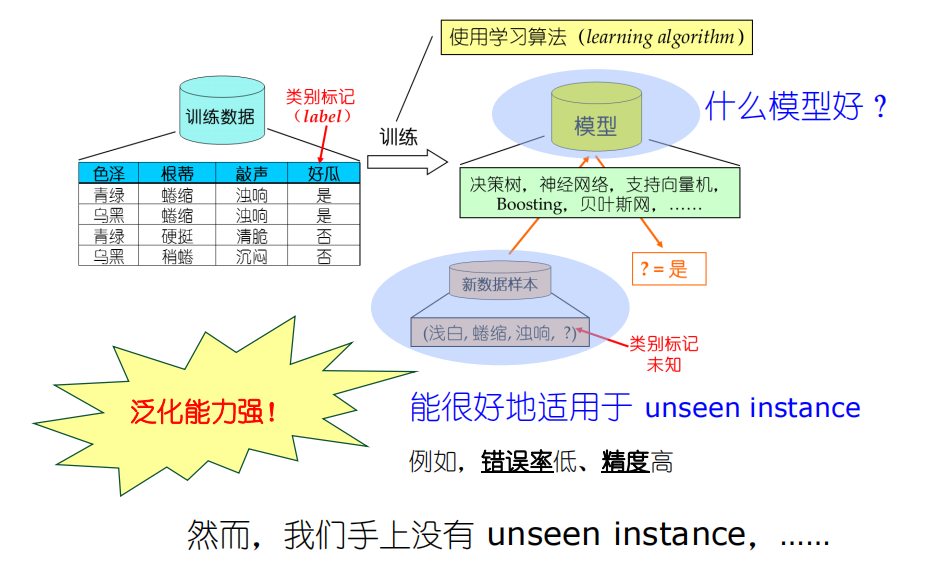 使用学习算法（learning algorithm）
训练数据
类别标记
（label）
训练
模型
什么模型好？
色泽 根蒂 敲声 好瓜
青绿 蜷缩 浊响 是
乌黑 蜷缩 浊响 是
青绿 硬挺 清脆 否
乌黑 稍蜷 沉闷 否
决策树，神经网络，支持向量机，
Boosting，贝叶斯网，……
? = 是
新数据样本
(浅白, 蜷缩, 浊响, ?)
类别标记
未知
泛化能力强！
能很好地适用于 unseen instance
例如，错误率低、精度高
然而，我们手上没有 unseen instance，……